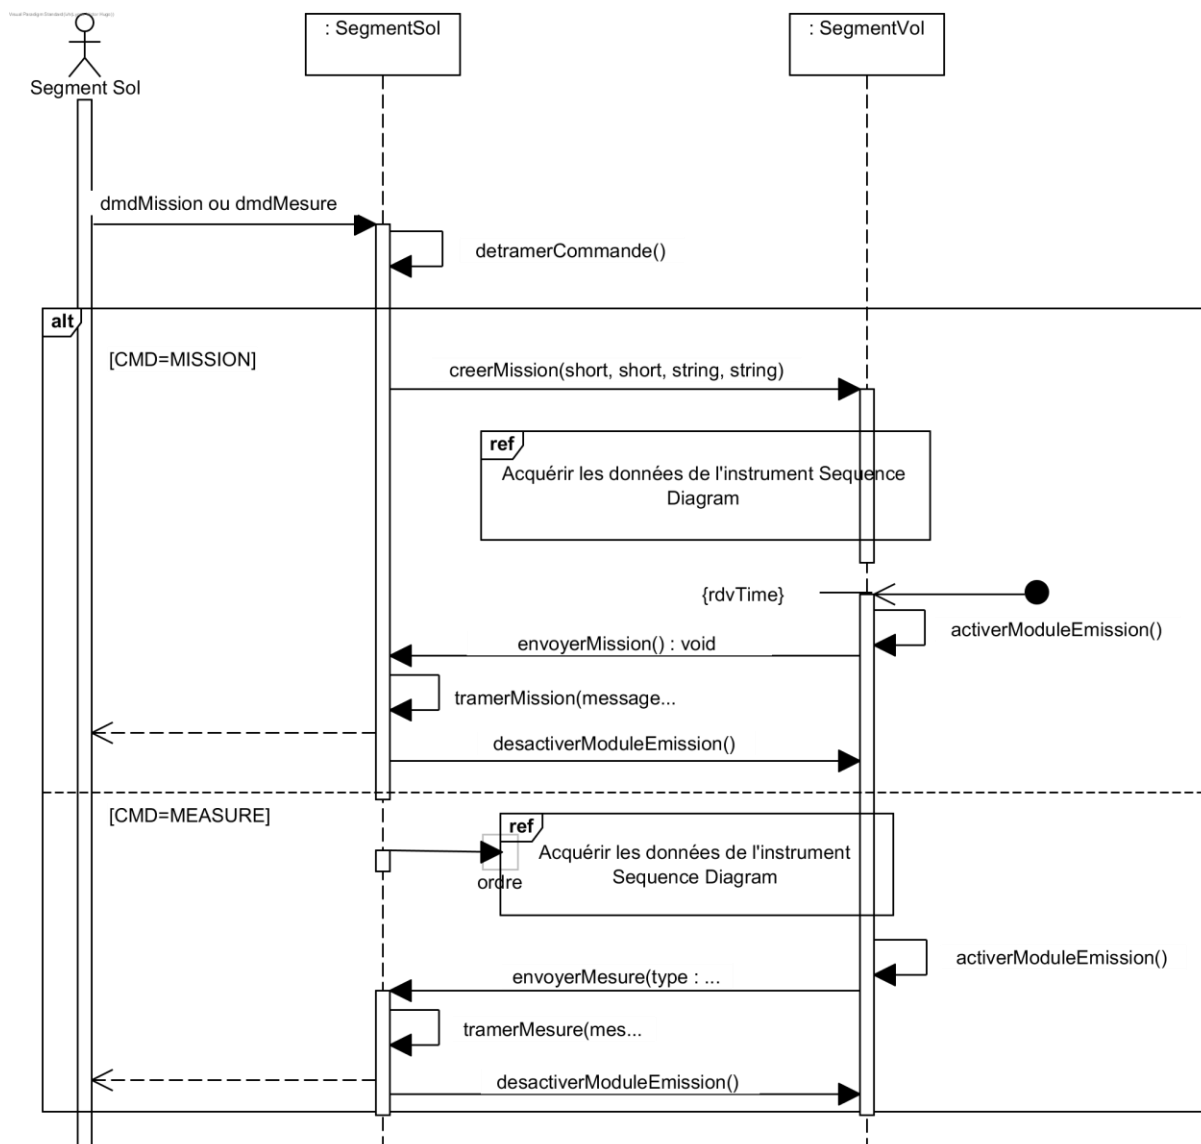 : SegmentSol
: SegmentVol
Segment Sol
dmdMission ou dmdMesure
detramerCommande()
alt
[CMD=MISSION]
creerMission(short, short, string, string)
ref
Acquérir les données de l'instrument Sequence
Diagram
{rdvTime}
activerModuleEmission()
envoyerMission() : void
tramerMission(message...
desactiverModuleEmission()
[CMD=MEASURE]
ref
Acquérir les données de l'instrument
Sequence Diagram
ordre
activerModuleEmission()
envoyerMesure(type : ...
tramerMesure(mes...
desactiverModuleEmission()